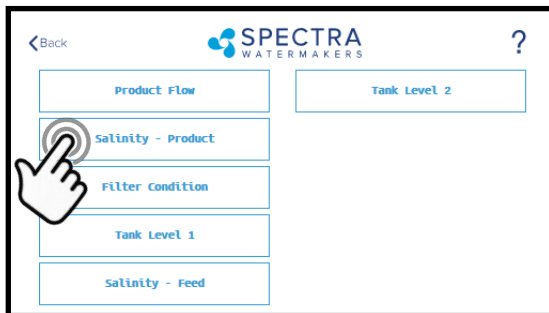 Back
SPECTRA
WATERMAKERS
?
Product Flow
Salinity - Product
Filter Condition
Tank Level 1
Salinity - Feed
Tank Level 2